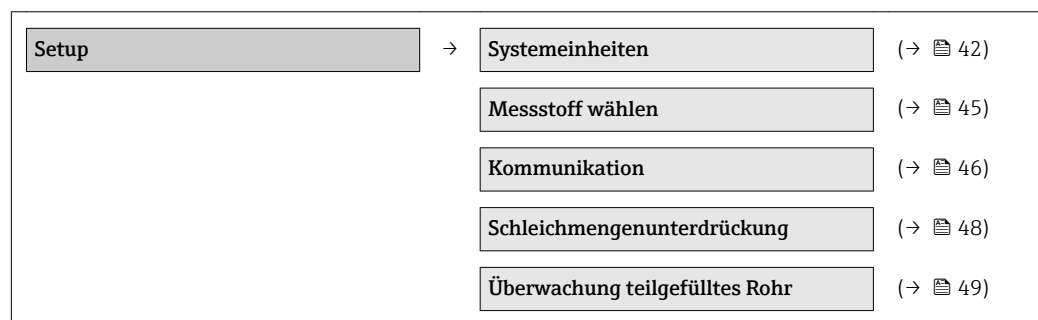 Setup → Systemeinheiten (→ 42)
Messstoff wählen (→ 45)
Kommunikation (→ 46)
Schleichmengenunterdrückung (→ 48)
Überwachung teilgefülltes Rohr (→ 49)